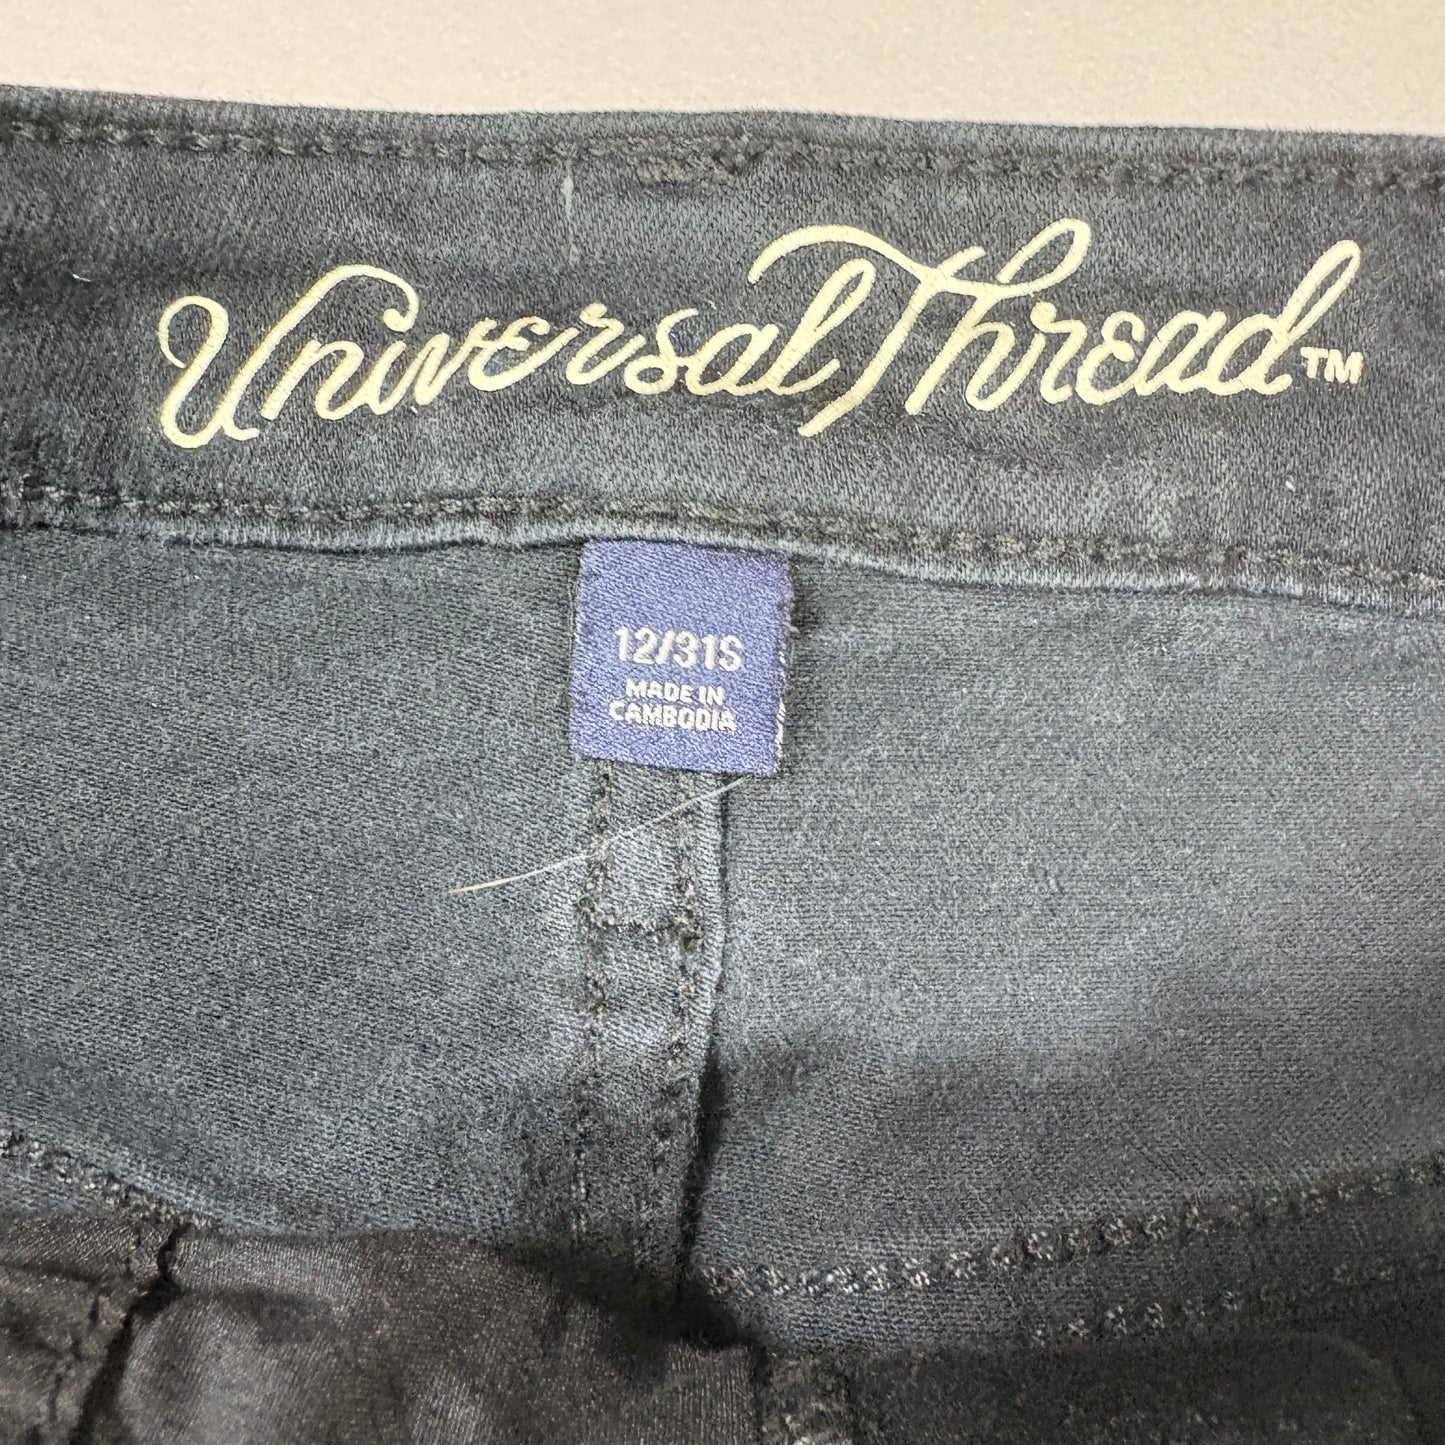 Universal Thread™
12/31S
MADE IN
CAMBODIA